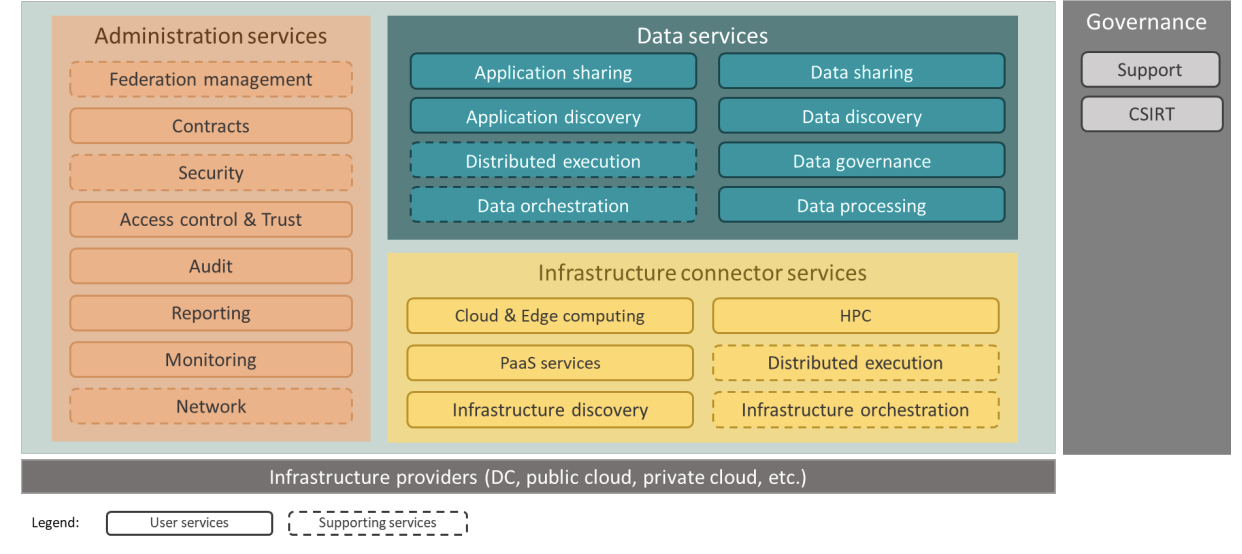 Administration services
Federation management
Contracts
Security
Access control & Trust
Audit
Reporting
Monitoring
Network
Data services
Application sharing
Data sharing
Application discovery
Data discovery
Distributed execution
Data governance
Data orchestration
Data processing
Infrastructure connector services
Cloud & Edge computing
HPC
PaaS services
Distributed execution
Infrastructure discovery
Infrastructure orchestration
Governance
Support
CSIRT
Infrastructure providers (DC, public cloud, private cloud, etc.)
Legend:
User services
Supporting services